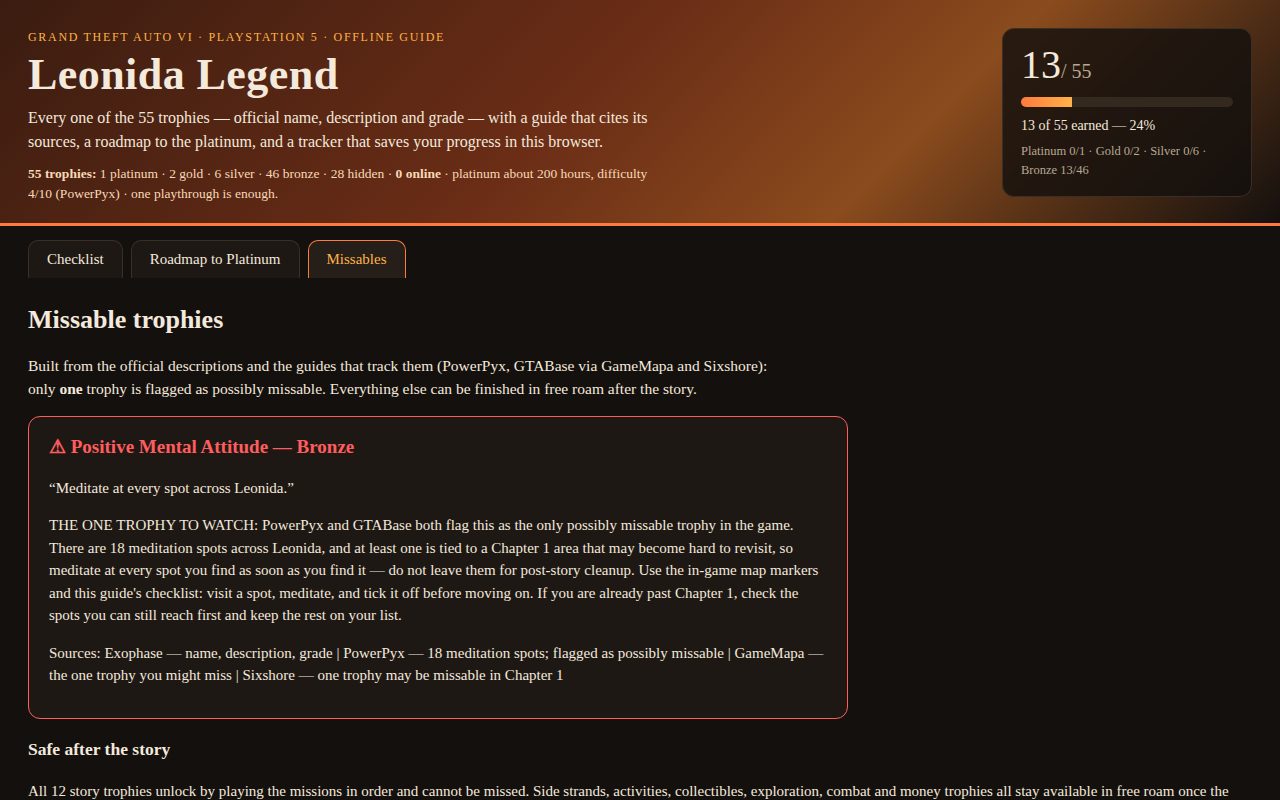 GRAND THEFT AUTO VI · PLAYSTATION 5 · OFFLINE GUIDE
Leonida Legend
Every one of the 55 trophies — official name, description and grade — with a guide that cites its
sources, a roadmap to the platinum, and a tracker that saves your progress in this browser.
55 trophies: 1 platinum · 2 gold · 6 silver · 46 bronze · 28 hidden · 0 online · platinum about 200 hours, difficulty
4/10 (PowerPyx) · one playthrough is enough.
13/ 55
13 of 55 earned — 24%
Platinum 0/1 · Gold 0/2 · Silver 0/6 ·
Bronze 13/46
Checklist
Roadmap to Platinum
Missables
Missable trophies
Built from the official descriptions and the guides that track them (PowerPyx, GTABase via GameMapa and Sixshore):
only one trophy is flagged as possibly missable. Everything else can be finished in free roam after the story.
⚠ Positive Mental Attitude — Bronze
“Meditate at every spot across Leonida.”
THE ONE TROPHY TO WATCH: PowerPyx and GTABase both flag this as the only possibly missable trophy in the game.
There are 18 meditation spots across Leonida, and at least one is tied to a Chapter 1 area that may become hard to revisit, so
meditate at every spot you find as soon as you find it — do not leave them for post-story cleanup. Use the in-game map markers
and this guide's checklist: visit a spot, meditate, and tick it off before moving on. If you are already past Chapter 1, check the
spots you can still reach first and keep the rest on your list.
Sources: Exophase — name, description, grade | PowerPyx — 18 meditation spots; flagged as possibly missable | GameMapa —
the one trophy you might miss | Sixshore — one trophy may be missable in Chapter 1
Safe after the story
All 12 story trophies unlock by playing the missions in order and cannot be missed. Side strands, activities, collectibles, exploration, combat and money trophies all stay available in free roam once the